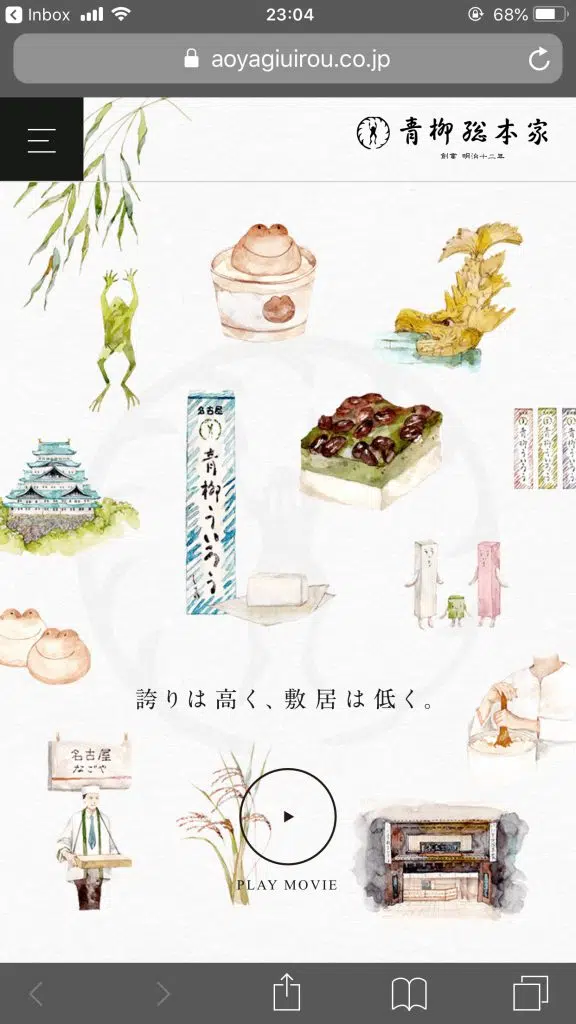 Inbox
23:04
68%
aoyagiuirou.co.jp
青柳総本家
創業 明治十二年
名古屋
青柳ういろう
誇りは高く、敷居は低く。
名古屋
なごや
PLAY MOVIE